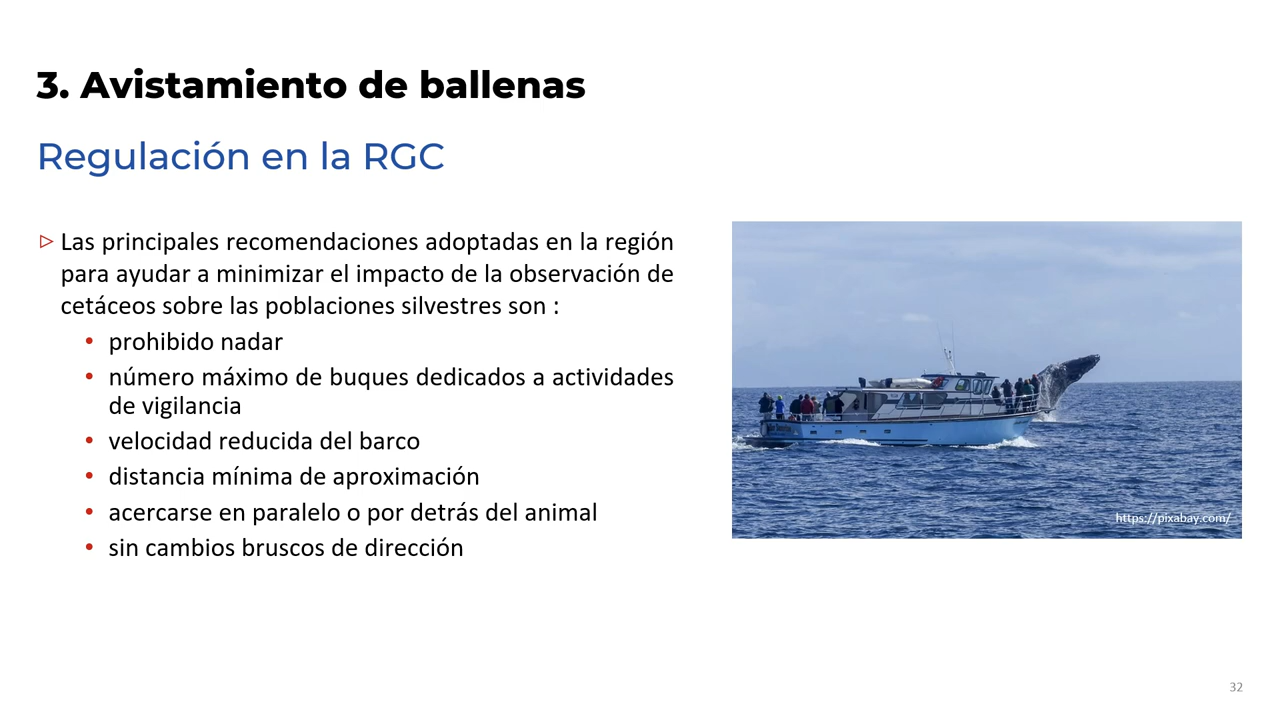 3. Avistamiento de ballenas
Regulación en la RGC
Las principales recomendaciones adoptadas en la región
para ayudar a minimizar el impacto de la observación de
cetáceos sobre las poblaciones silvestres son :
• prohibido nadar
• número máximo de buques dedicados a actividades
de vigilancia
• velocidad reducida del barco
• distancia mínima de aproximación
• acercarse en paralelo o por detrás del animal
• sin cambios bruscos de dirección
https://pixabay.com/
32